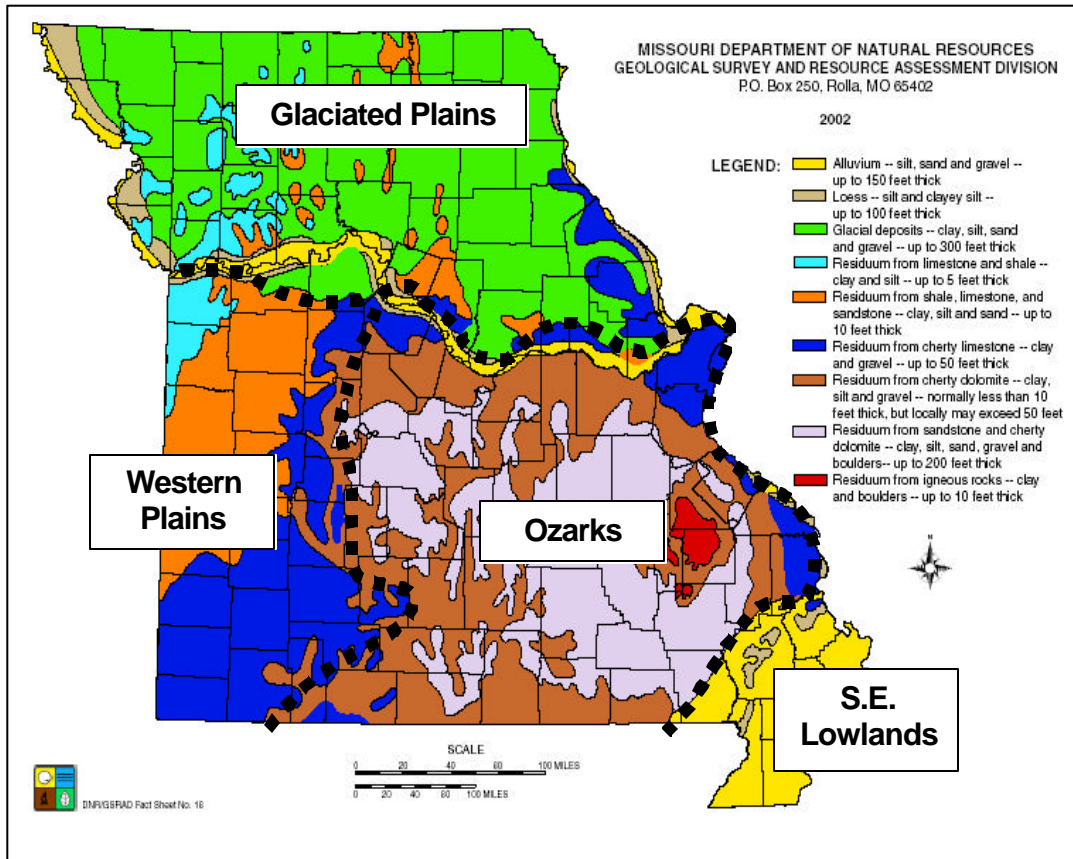 MISSOURI DEPARTMENT OF NATURAL RESOURCES
GEOLOGICAL SURVEY AND RESOURCE ASSESSMENT DIVISION
P.O. Box 250, Rolla, MO 65402
2002
LEGEND:
Alluvium -- silt, sand and gravel --
up to 150 feet thick
Loess -- silt and clayey silt --
up to 100 feet thick
Glacial deposits -- clay, silt, sand
and gravel -- up to 300 feet thick
Residuum from limestone and shale --
clay and silt -- up to 5 feet thick
Residuum from shale, limestone, and
sandstone -- clay, silt and sand -- up to
10 feet thick
Residuum from cherty limestone -- clay
and gravel -- up to 50 feet thick
Residuum from cherty dolomite -- clay,
silt and gravel -- normally less than 10
feet thick, but locally may exceed 50 feet
Residuum from sandstone and cherty
dolomite -- clay, silt, sand, gravel and
boulders-- up to 200 feet thick
Residuum from igneous rocks -- clay
and boulders -- up to 10 feet thick
Glaciated Plains
Western
Plains
Ozarks
S.E.
Lowlands
N
SCALE
0 20 40 60 80 100 MILES
0 20 40 60 80 100 MILES
DNR/GSRAD Fact Sheet No. 16